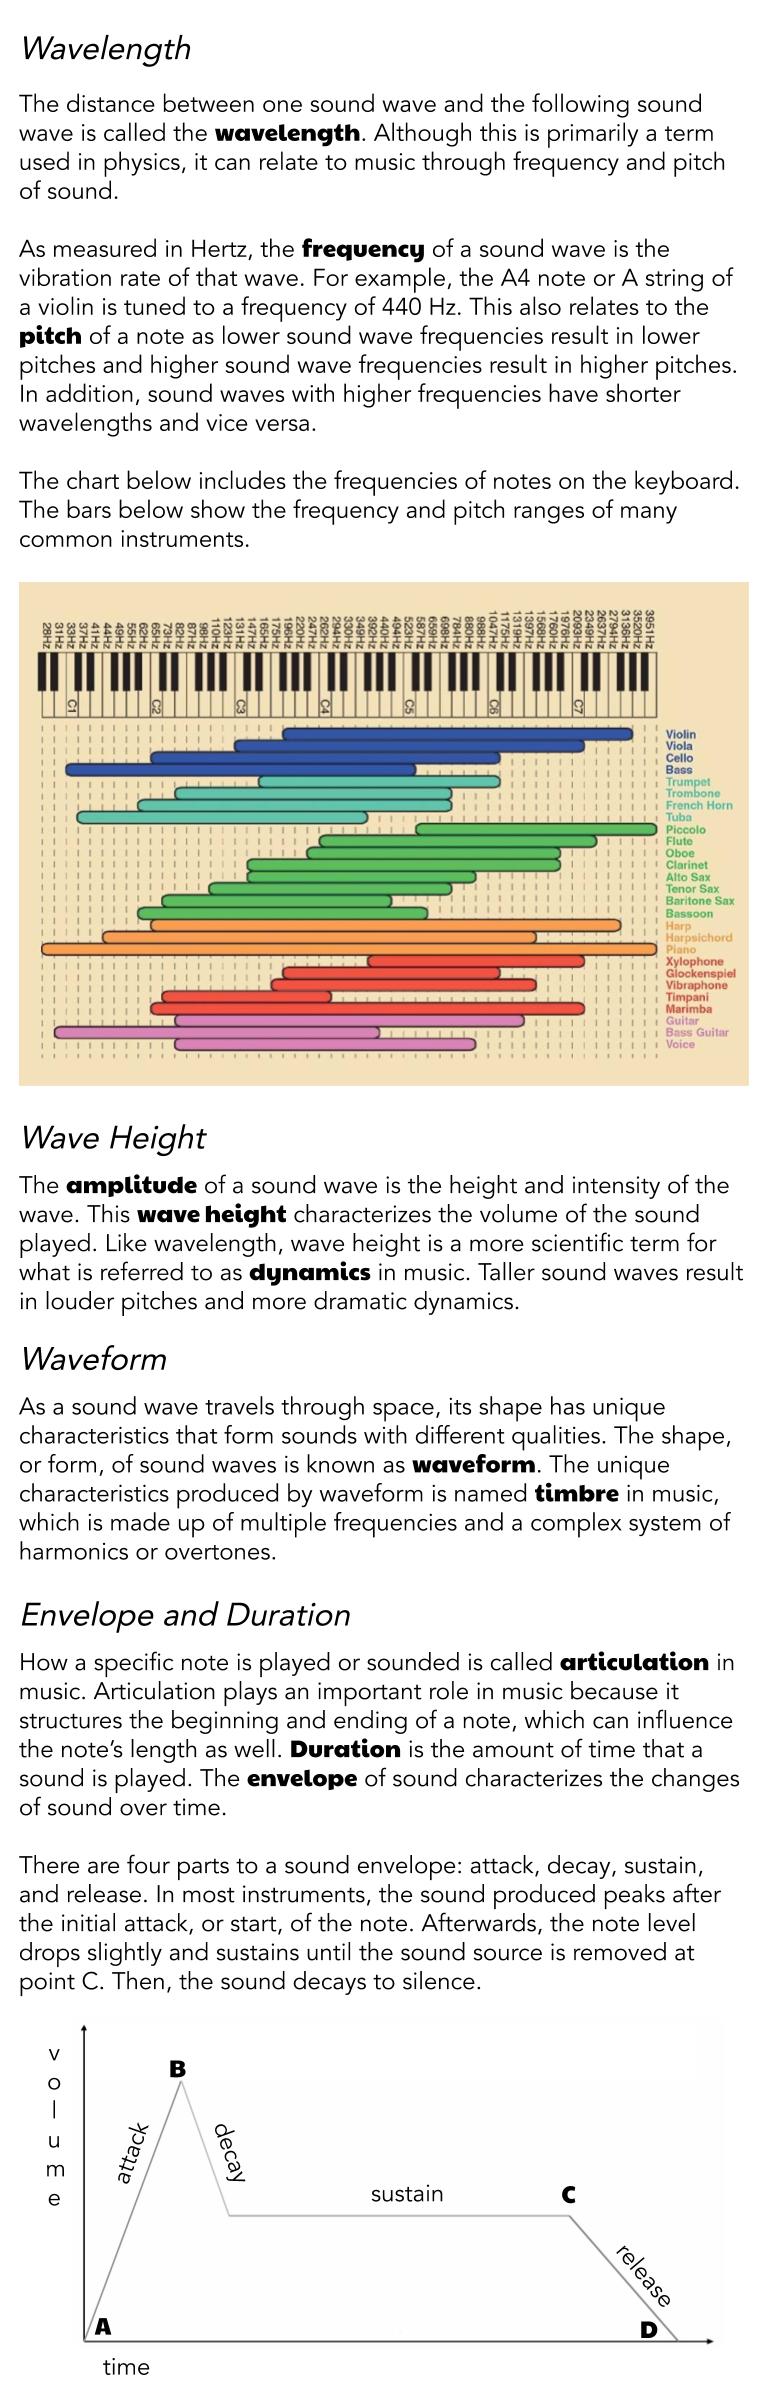 Wavelength
The distance between one sound wave and the following sound
wave is called the wavelength. Although this is primarily a term
used in physics, it can relate to music through frequency and pitch
of sound.
As measured in Hertz, the frequency of a sound wave is the
vibration rate of that wave. For example, the A4 note or A string of
a violin is tuned to a frequency of 440 Hz. This also relates to the
pitch of a note as lower sound wave frequencies result in lower
pitches and higher sound wave frequencies result in higher pitches.
In addition, sound waves with higher frequencies have shorter
wavelengths and vice versa.
The chart below includes the frequencies of notes on the keyboard.
The bars below show the frequency and pitch ranges of many
common instruments.
28Hz
31Hz
33Hz
37Hz
41Hz
44Hz
49Hz
55Hz
62Hz
65Hz
73Hz
82Hz
87Hz
98Hz
110Hz
123Hz
131Hz
147Hz
165Hz
175Hz
196Hz
220Hz
247Hz
262Hz
294Hz
330Hz
349Hz
392Hz
440Hz
494Hz
523Hz
587Hz
659Hz
698Hz
784Hz
880Hz
988Hz
1047Hz
1175Hz
1319Hz
1397Hz
1568Hz
1760Hz
1976Hz
2093Hz
2349Hz
2637Hz
2794Hz
3136Hz
3520Hz
3951Hz
C1
C2
C3
C4
C5
C6
C7
Violin
Viola
Cello
Bass
Trumpet
Trombone
French Horn
Tuba
Piccolo
Flute
Oboe
Clarinet
Alto Sax
Tenor Sax
Baritone Sax
Bassoon
Harp
Harpsichord
Piano
Xylophone
Glockenspiel
Vibraphone
Timpani
Marimba
Guitar
Bass Guitar
Voice
Wave Height
The amplitude of a sound wave is the height and intensity of the
wave. This wave height characterizes the volume of the sound
played. Like wavelength, wave height is a more scientific term for
what is referred to as dynamics in music. Taller sound waves result
in louder pitches and more dramatic dynamics.
Waveform
As a sound wave travels through space, its shape has unique
characteristics that form sounds with different qualities. The shape,
or form, of sound waves is known as waveform. The unique
characteristics produced by waveform is named timbre in music,
which is made up of multiple frequencies and a complex system of
harmonics or overtones.
Envelope and Duration
How a specific note is played or sounded is called articulation in
music. Articulation plays an important role in music because it
structures the beginning and ending of a note, which can influence
the note's length as well. Duration is the amount of time that a
sound is played. The envelope of sound characterizes the changes
of sound over time.
There are four parts to a sound envelope: attack, decay, sustain,
and release. In most instruments, the sound produced peaks after
the initial attack, or start, of the note. Afterwards, the note level
drops slightly and sustains until the sound source is removed at
point C. Then, the sound decays to silence.
volume
B
attack
decay
sustain
C
release
A
D
time